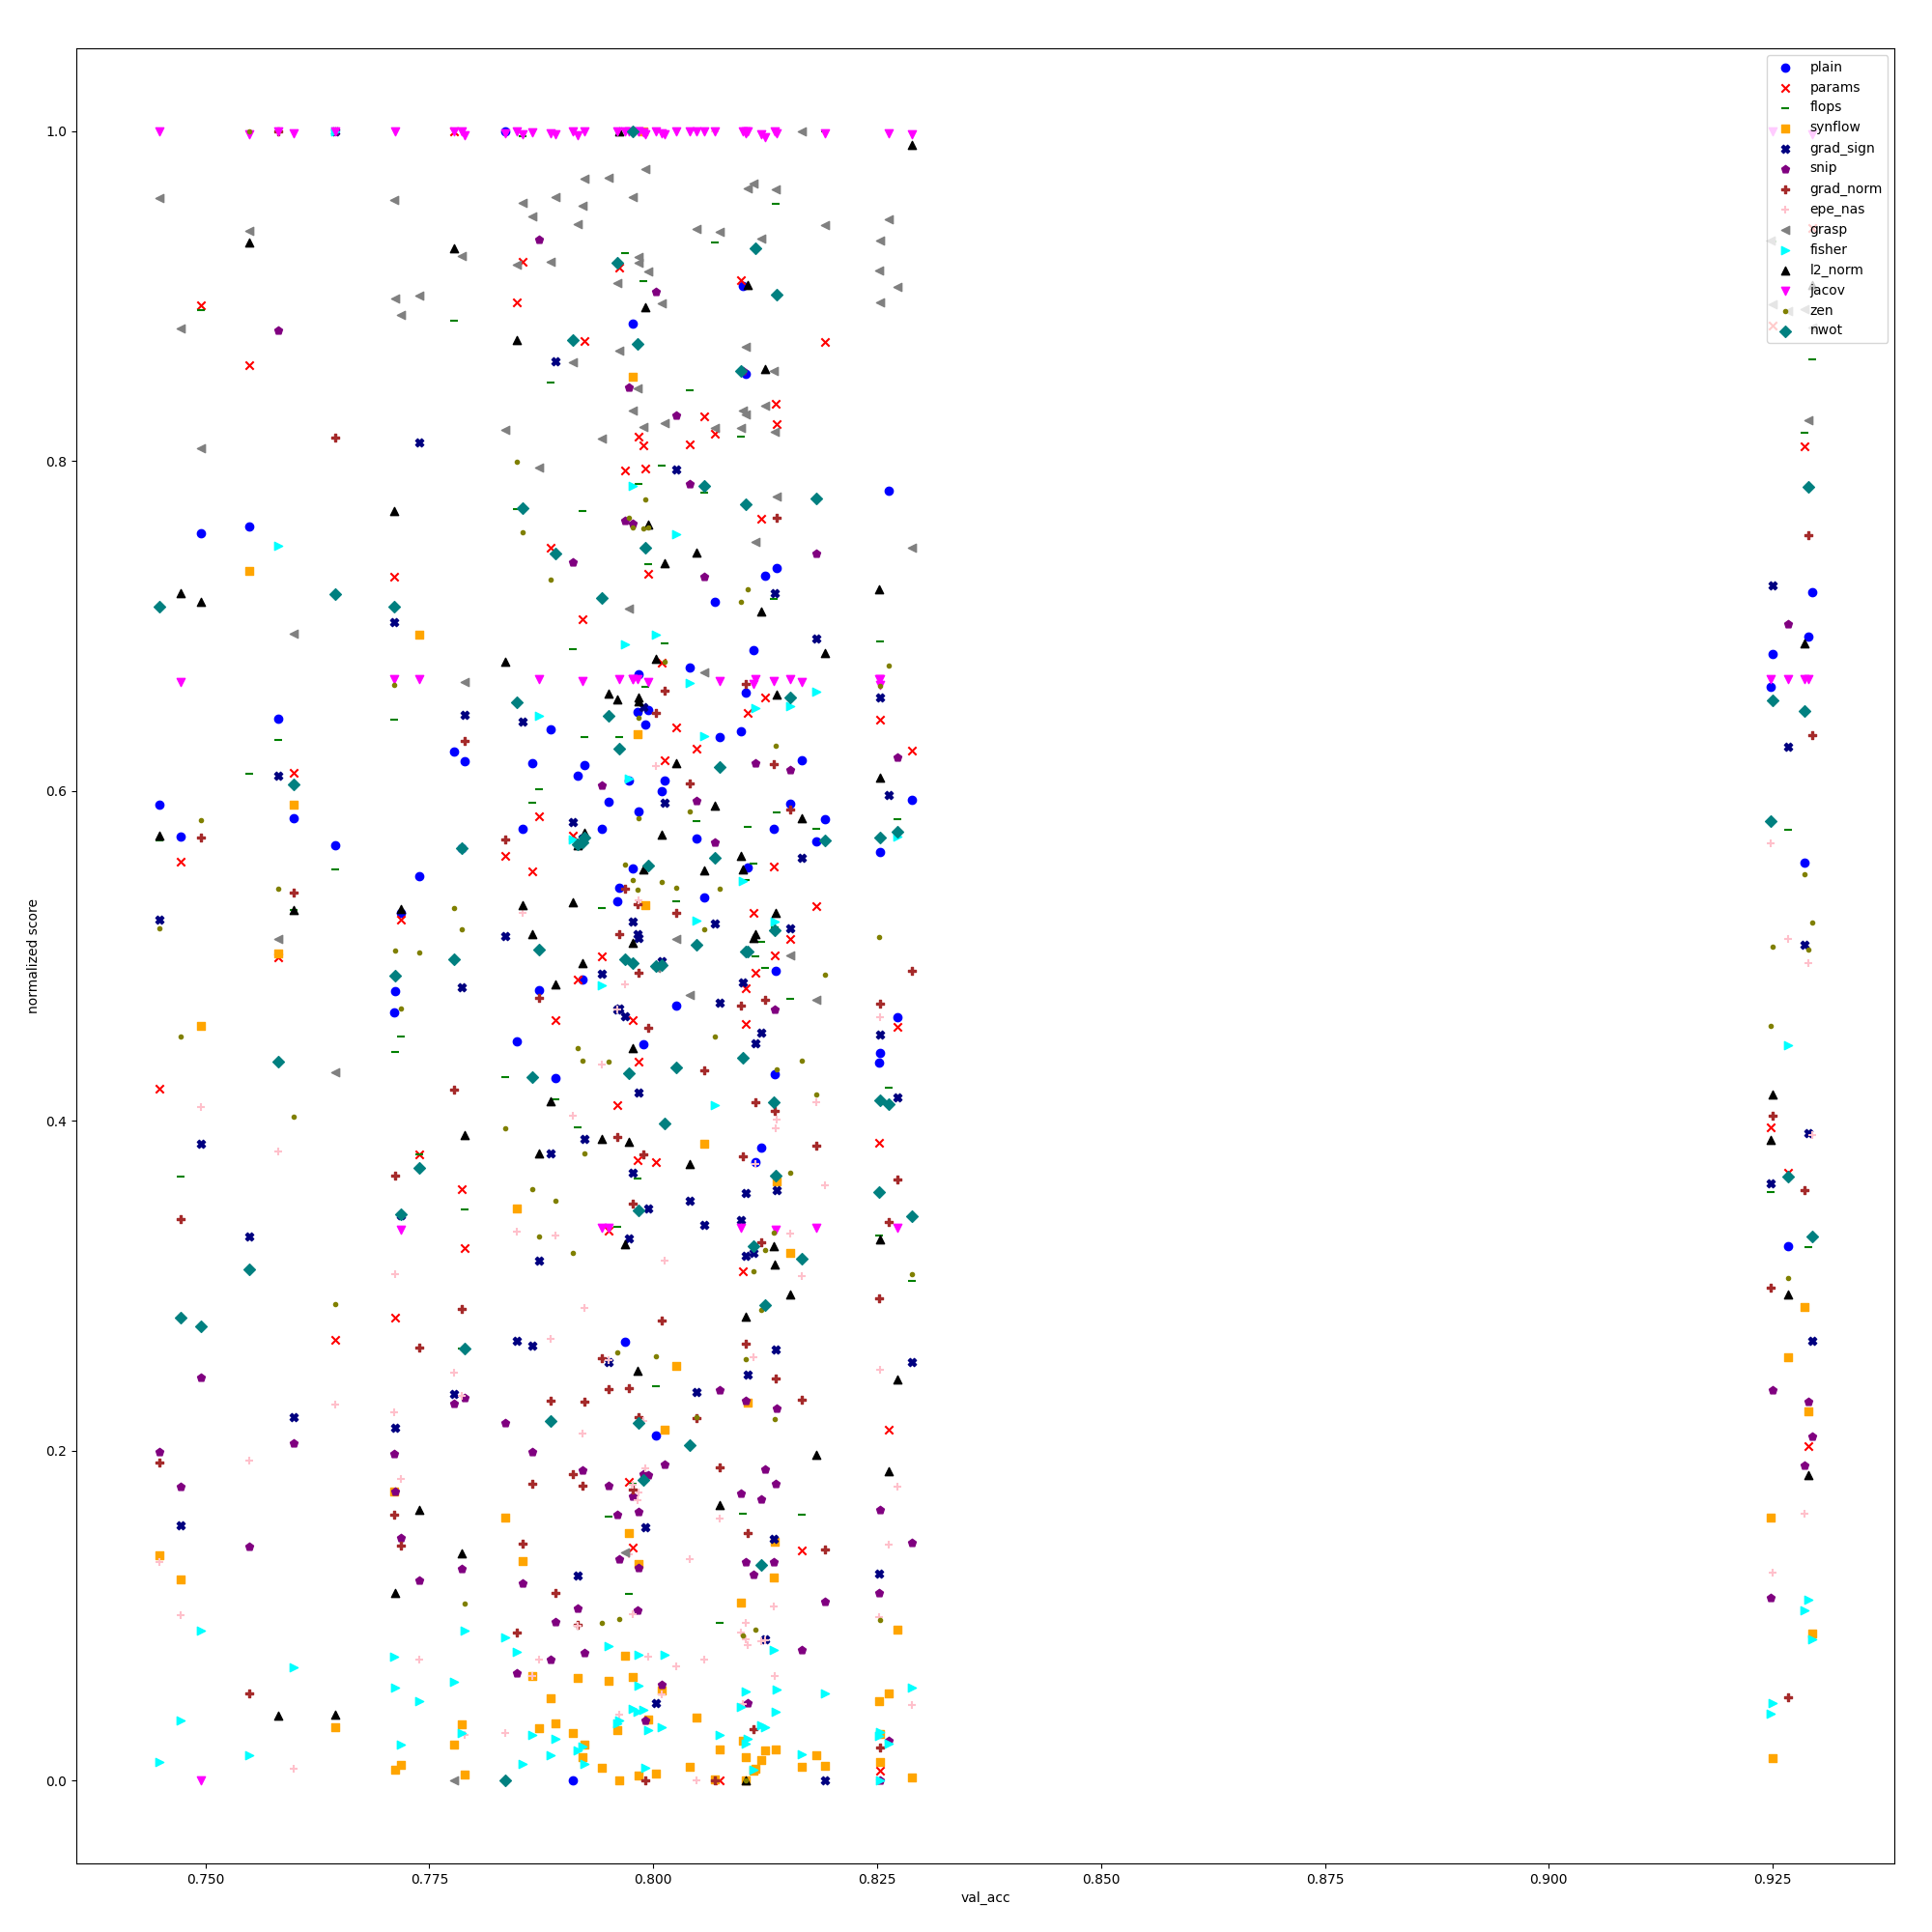 plain
params
flops
synflow
grad_sign
snip
grad_norm
epe_nas
grasp
fisher
l2_norm
jacov
zen
nwot
1.0
0.8
0.6
0.4
0.2
0.0
normalized score
0.750
0.775
0.800
0.825
0.850
0.875
0.900
0.925
val_acc